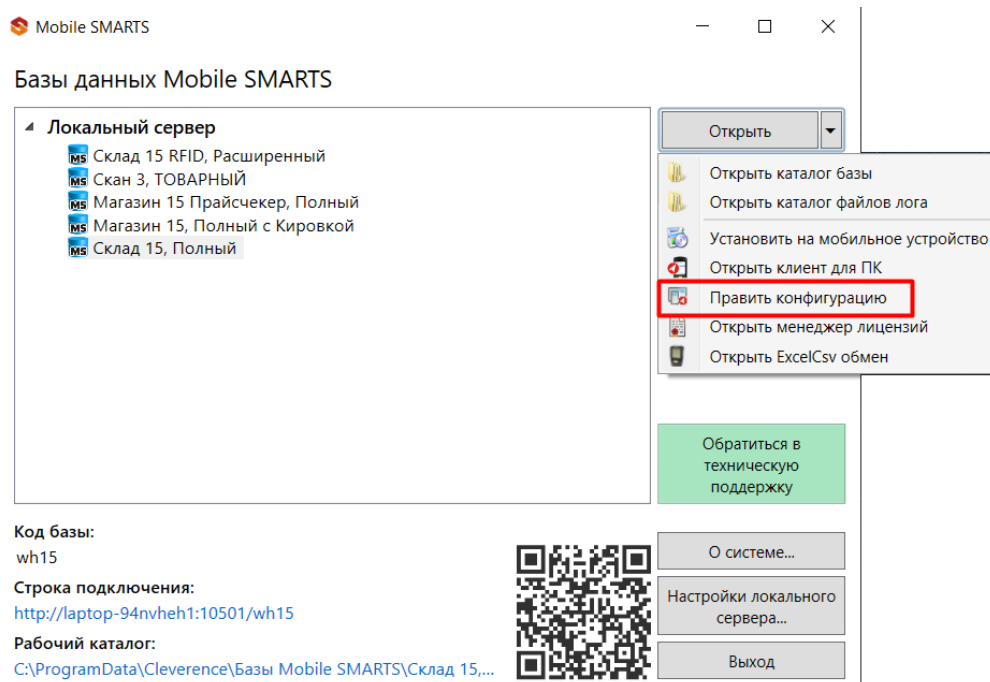 Mobile SMARTS
Базы данных Mobile SMARTS
Локальный сервер
Склад 15 RFID, Расширенный
Скан 3, ТОВАРНЫЙ
Магазин 15 Прайсчекер, Полный
Магазин 15, Полный с Кировкой
Склад 15, Полный
Открыть
Открыть каталог базы
Открыть каталог файлов лога
Установить на мобильное устройство
Открыть клиент для ПК
Править конфигурацию
Открыть менеджер лицензий
Открыть ExcelCsv обмен
Обратиться в
техническую
поддержку
Код базы:
wh15
Строка подключения:
http://laptop-94nvheh1:10501/wh15
Рабочий каталог:
C:\ProgramData\Cleverence\Базы Mobile SMARTS\Склад 15,...
О системе...
Настройки локального
сервера...
Выход